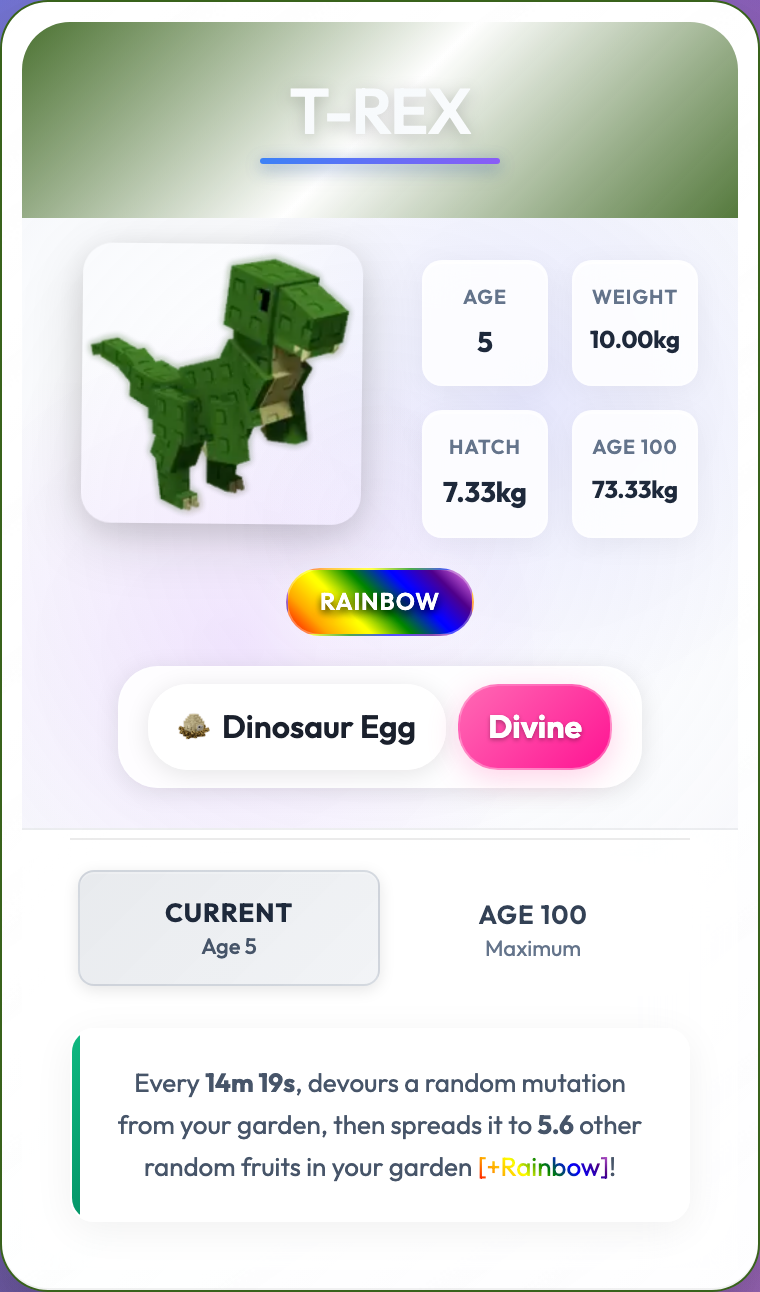 T-REX
AGE
5
WEIGHT
10.00kg
HATCH
7.33kg
AGE 100
73.33kg
RAINBOW
Dinosaur Egg
Divine
CURRENT
Age 5
AGE 100
Maximum
Every 14m 19s, devours a random mutation
from your garden, then spreads it to 5.6 other
random fruits in your garden [+Rainbow]!